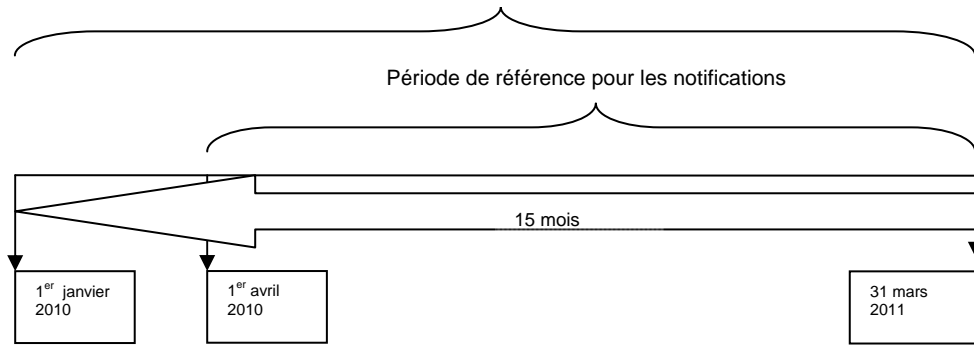 Période de référence pour les notifications
15 mois
1er janvier
2010
1er avril
2010
31 mars
2011